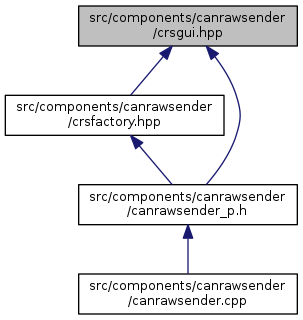 src/components/canrawsender
/crsgui.hpp
src/components/canrawsender
/crsfactory.hpp
src/components/canrawsender
/canrawsender_p.h
src/components/canrawsender
/canrawsender.cpp